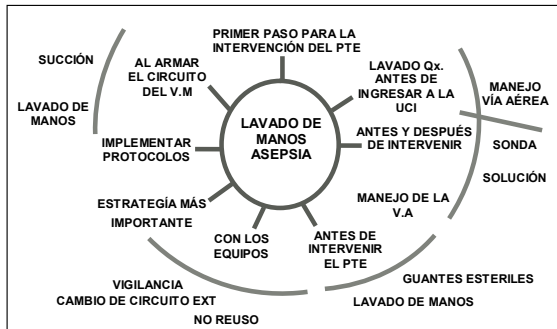 PRIMER PASO PARA LA
INTERVENCIÓN DEL PTE
SUCCIÓN
LAVADO DE
MANOS
AL ARMAR
EL CIRCUITO
DEL V.M
LAVADO Qx.
ANTES DE
INGRESAR A LA
UCI
MANEJO
VÍA AÉREA
LAVADO DE
MANOS
ASEPSIA
IMPLEMENTAR
PROTOCOLOS
ANTES Y DESPUÉS
DE INTERVENIR
SONDA
SOLUCIÓN
ESTRATEGÍA MÁS
IMPORTANTE
MANEJO DE LA
V.A
CON LOS
EQUIPOS
ANTES DE
INTERVENIR
EL PTE
VIGILANCIA
CAMBIO DE CIRCUITO EXT
NO REUSO
GUANTES ESTERILES
LAVADO DE MANOS